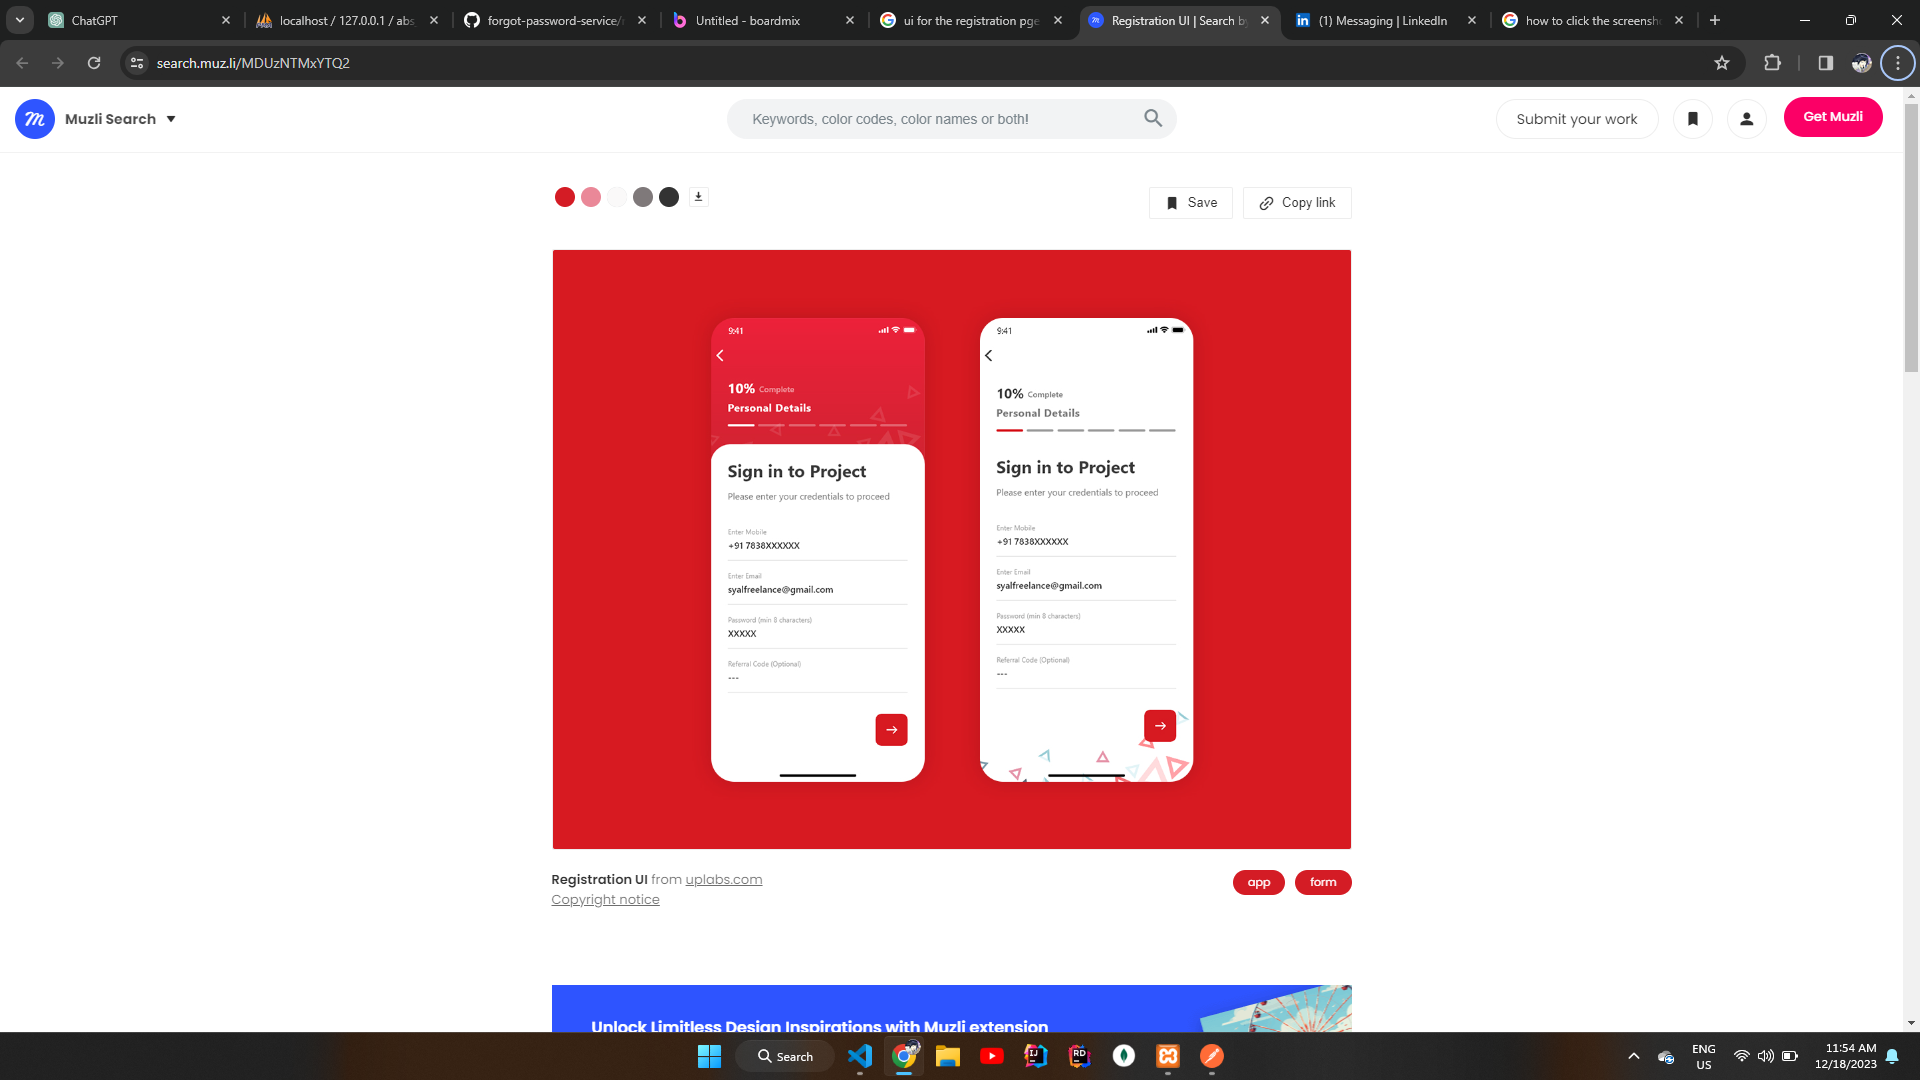 ChatGPT
localhost / 127.0.0.1 / abs
forgot-password-service/r
Untitled - boardmix
ui for the registration pge
Registration UI | Search by
(1) Messaging | LinkedIn
how to click the screensho
search.muz.li/MDUzNTMxYTQ2
Muzli Search
Keywords, color codes, color names or both!
Submit your work
Get Muzli
Save
Copy link
9:41
10% Complete
Personal Details
Sign in to Project
Please enter your credentials to proceed
Enter Mobile
+91 7838XXXXXX
Enter Email
syalfreelance@gmail.com
Password (min 8 characters)
XXXXX
Referral Code (Optional)
---
9:41
10% Complete
Personal Details
Sign in to Project
Please enter your credentials to proceed
Enter Mobile
+91 7838XXXXXX
Enter Email
syalfreelance@gmail.com
Password (min 8 characters)
XXXXX
Referral Code (Optional)
---
Registration UI from uplabs.com
Copyright notice
app
form
Unlock Limitless Design Inspirations with Muzli extension
Search
ENG
US
11:54 AM
12/18/2023